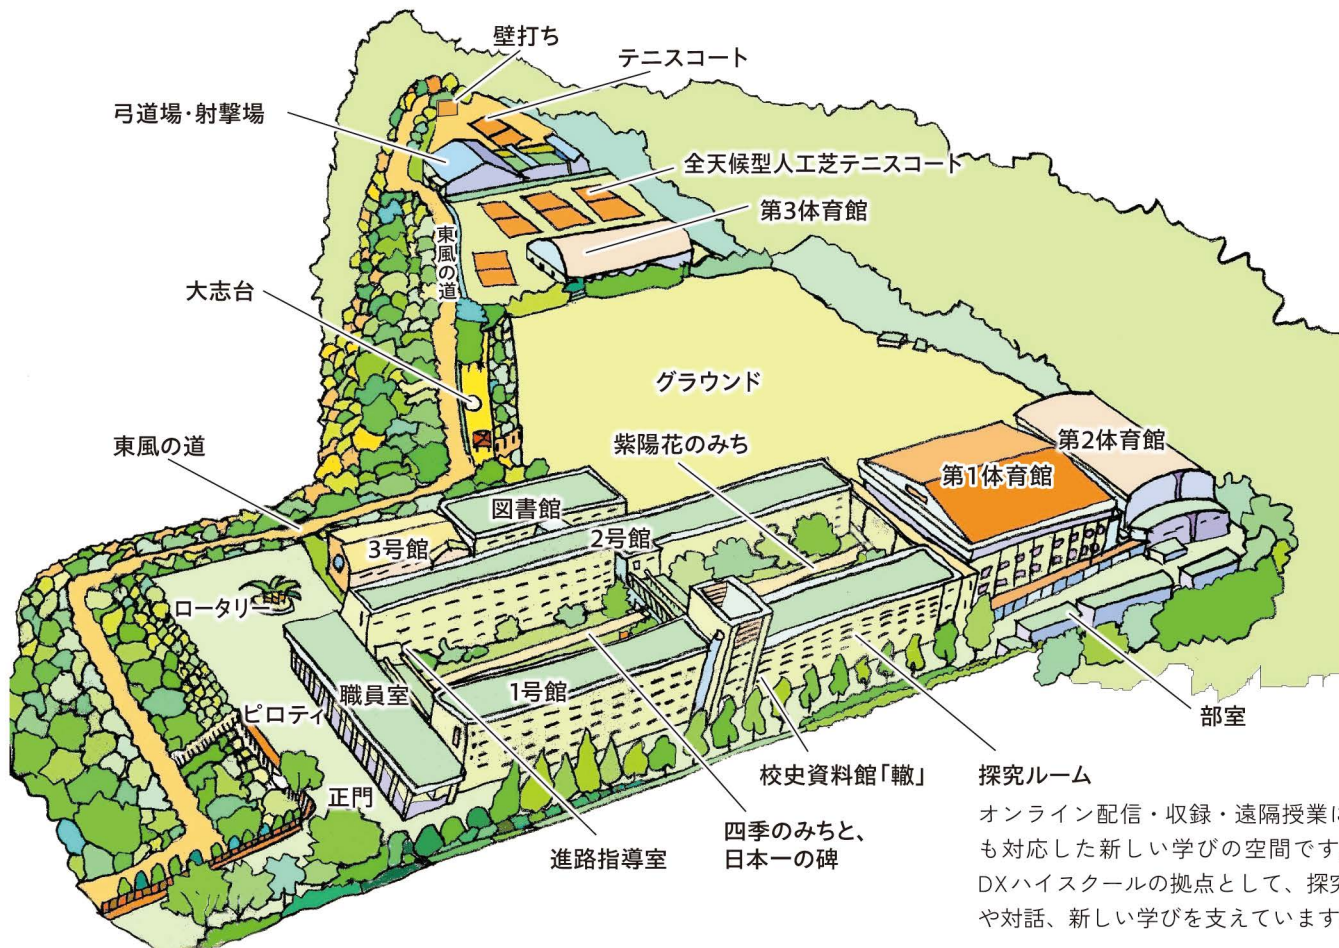 壁打ち
テニスコート
弓道場・射撃場
全天候型人工芝テニスコート
第3体育館
東風の道
大志台
グラウンド
東風の道
紫陽花のみち
第2体育館
第1体育館
図書館
3号館
2号館
ロータリー
職員室
1号館
ピロティ
正門
部室
校史資料館「轍」
進路指導室
四季のみちと、
日本一の碑
探究ルーム
オンライン配信・収録・遠隔授業に
も対応した新しい学びの空間です
DXハイスクールの拠点として、探究
や対話、新しい学びを支えています